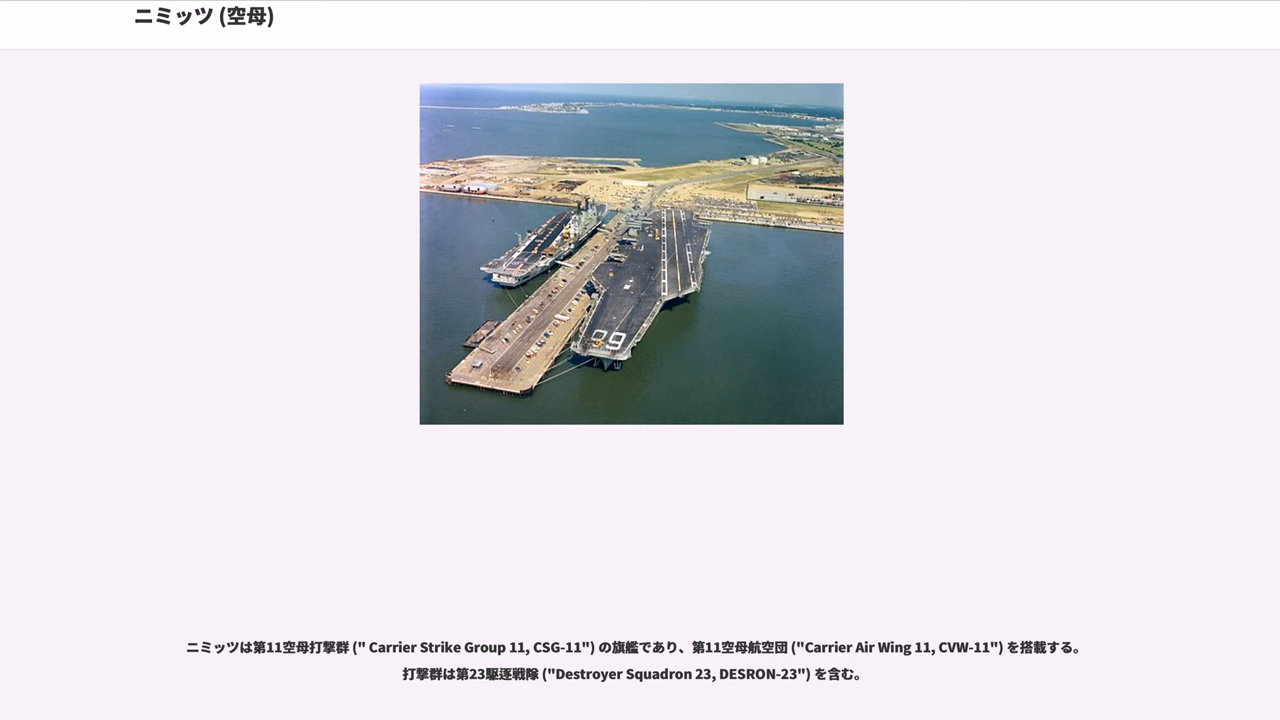 ニミッツ (空母)
68
ニミッツは第11空母打撃群 (" Carrier Strike Group 11, CSG-11") の旗艦であり、第11空母航空団 ("Carrier Air Wing 11, CVW-11") を搭載する。
打撃群は第23駆逐戦隊 ("Destroyer Squadron 23, DESRON-23") を含む。